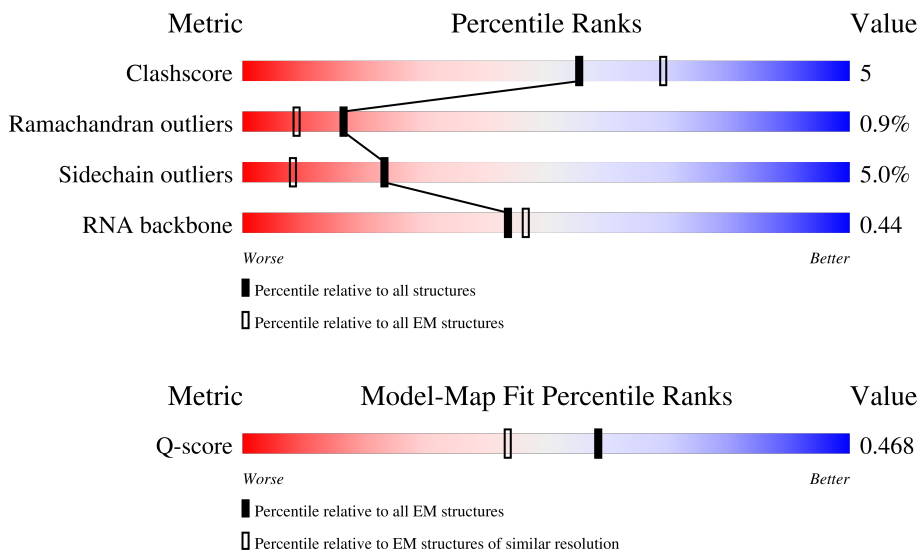 Metric Percentile Ranks Value
Clashscore 5
Ramachandran outliers 0.9%
Sidechain outliers 5.0%
RNA backbone 0.44
Worse Better
Percentile relative to all structures
Percentile relative to all EM structures
Metric Model-Map Fit Percentile Ranks Value
Q-score 0.468
Worse Better
Percentile relative to all EM structures
Percentile relative to EM structures of similar resolution